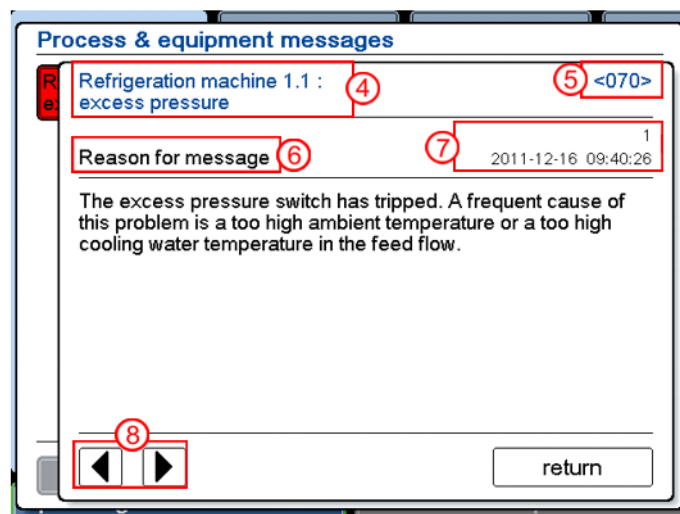 Process & equipment messages
R
Refrigeration machine 1.1 :
4
5
<070>
e
excess pressure
1
Reason for message
6
7
2011-12-16 09:40:26
The excess pressure switch has tripped. A frequent cause of
this problem is a too high ambient temperature or a too high
cooling water temperature in the feed flow.
8
return